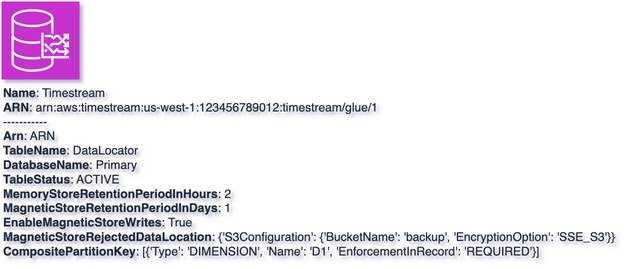 Name: Timestream
ARN: arn:aws:timestream:us-west-1:123456789012:timestream/glue/1
-----------
Arn: ARN
TableName: DataLocator
DatabaseName: Primary
TableStatus: ACTIVE
MemoryStoreRetentionPeriodInHours: 2
MagneticStoreRetentionPeriodInDays: 1
EnableMagneticStoreWrites: True
MagneticStoreRejectedDataLocation: {'S3Configuration': {'BucketName': 'backup', 'EncryptionOption': 'SSE_S3'}}
CompositePartitionKey: [{'Type': 'DIMENSION', 'Name': 'D1', 'EnforcementInRecord': 'REQUIRED'}]